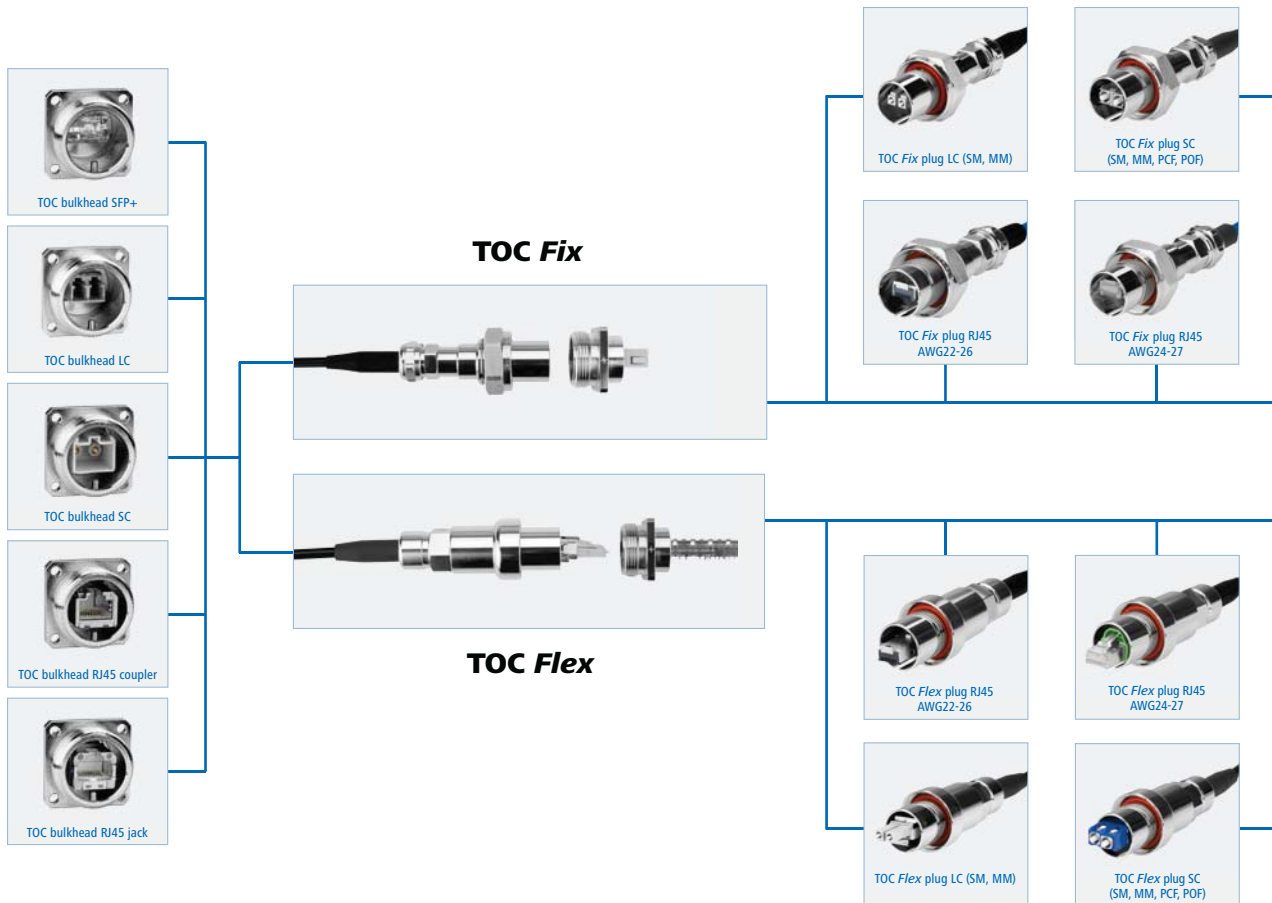 TOC bulkhead SFP+
TOC bulkhead LC
TOC bulkhead SC
TOC bulkhead RJ45 coupler
TOC bulkhead RJ45 jack
TOC Fix
TOC Flex
TOC Fix plug LC (SM, MM)
TOC Fix plug SC
(SM, MM, PCF, POF)
TOC Fix plug RJ45
AWG22-26
TOC Fix plug RJ45
AWG24-27
TOC Flex plug RJ45
AWG22-26
TOC Flex plug RJ45
AWG24-27
TOC Flex plug LC (SM, MM)
TOC Flex plug SC
(SM, MM, PCF, POF)